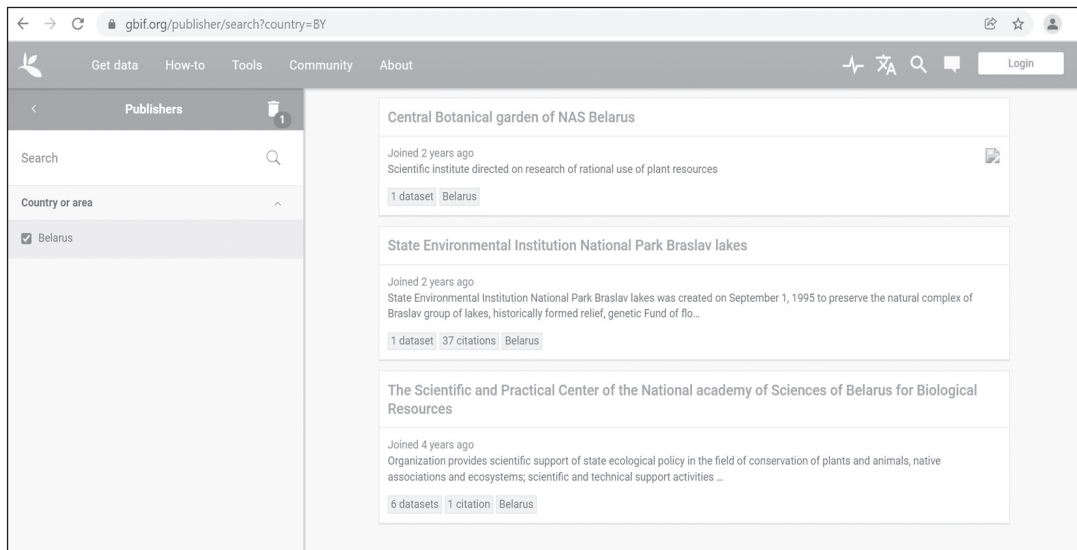 gbif.org/publisher/search?country=BY
Get data How-to Tools Community About Login
Publishers 1
Search
Country or area
Belarus
Central Botanical garden of NAS Belarus
Joined 2 years ago
Scientific institute directed on research of rational use of plant resources
1 dataset Belarus
State Environmental Institution National Park Braslav lakes
Joined 2 years ago
State Environmental Institution National Park Braslav lakes was created on September 1, 1995 to preserve the natural complex of
Braslav group of lakes, historically formed relief, genetic Fund of flo…
1 dataset 37 citations Belarus
The Scientific and Practical Center of the National academy of Sciences of Belarus for Biological
Resources
Joined 4 years ago
Organization provides scientific support of state ecological policy in the field of conservation of plants and animals, native
associations and ecosystems; scientific and technical support activities …
6 datasets 1 citation Belarus